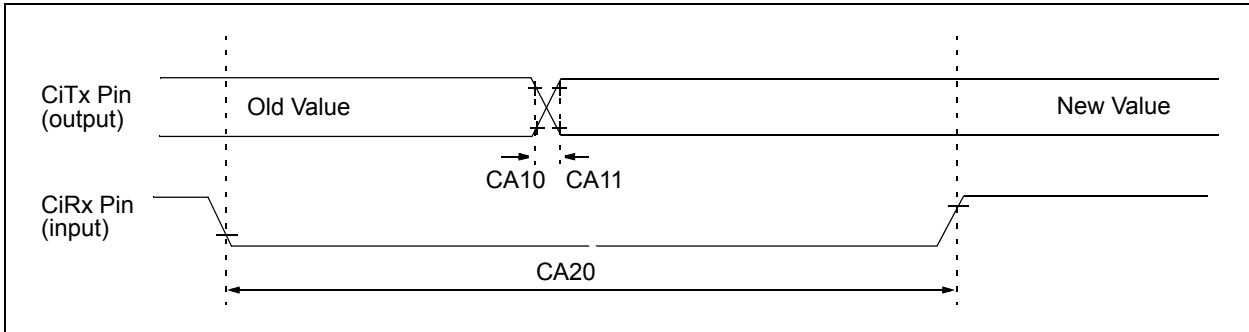 CiTx Pin
(output)
Old Value
New Value
CA10 CA11
CiRx Pin
(input)
CA20